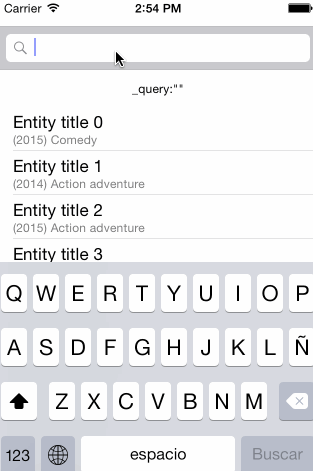 Carrier 2:54 PM
_query:""
Entity title 0
(2015) Comedy
Entity title 1
(2014) Action adventure
Entity title 2
(2015) Action adventure
Entity title 3
Q W E R T Y U I O P
A S D F G H J K L Ñ
Z X C V B N M
123 espacio Buscar